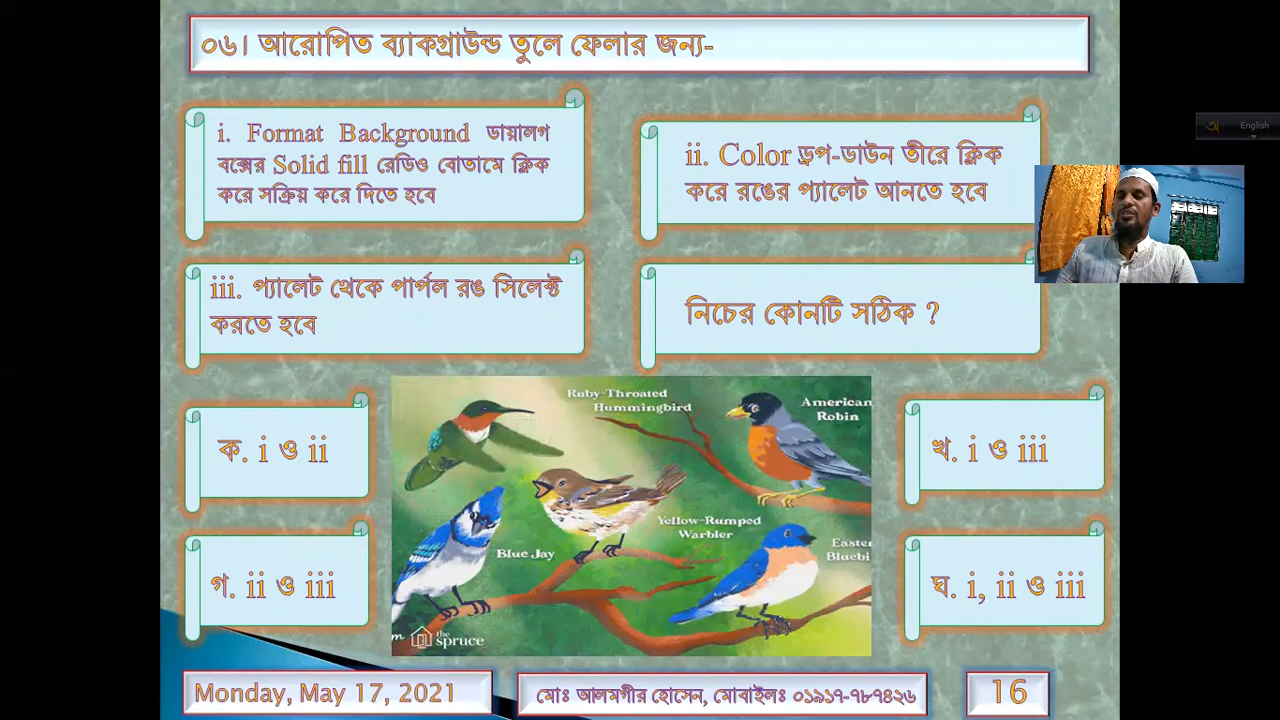 ০৬। আরোপিত ব্যাকগ্রাউন্ড তুলে ফেলার জন্য-
i. Format Background ডায়ালগ
বক্সের Solid fill রেডিও বোতামে ক্লিক
করে সক্রিয় করে দিতে হবে
ii. Color ড্রপ-ডাউন তীরে ক্লিক
করে রঙের প্যালেট আনতে হবে
iii. প্যালেট থেকে পার্পল রঙ সিলেক্ট
করতে হবে
নিচের কোনটি সঠিক ?
ক. i ও ii
খ. i ও iii
গ. ii ও iii
ঘ. i, ii ও iii
Ruby-Throated
Hummingbird
American
Robin
Yellow-Rumped
Warbler
Blue Jay
Easter
Bluebi
m the
spruce
Monday, May 17, 2021
মোঃ আলমগীর হোসেন, মোবাইলঃ ০১৯১৭-৭৮৭৪২৬
16
English